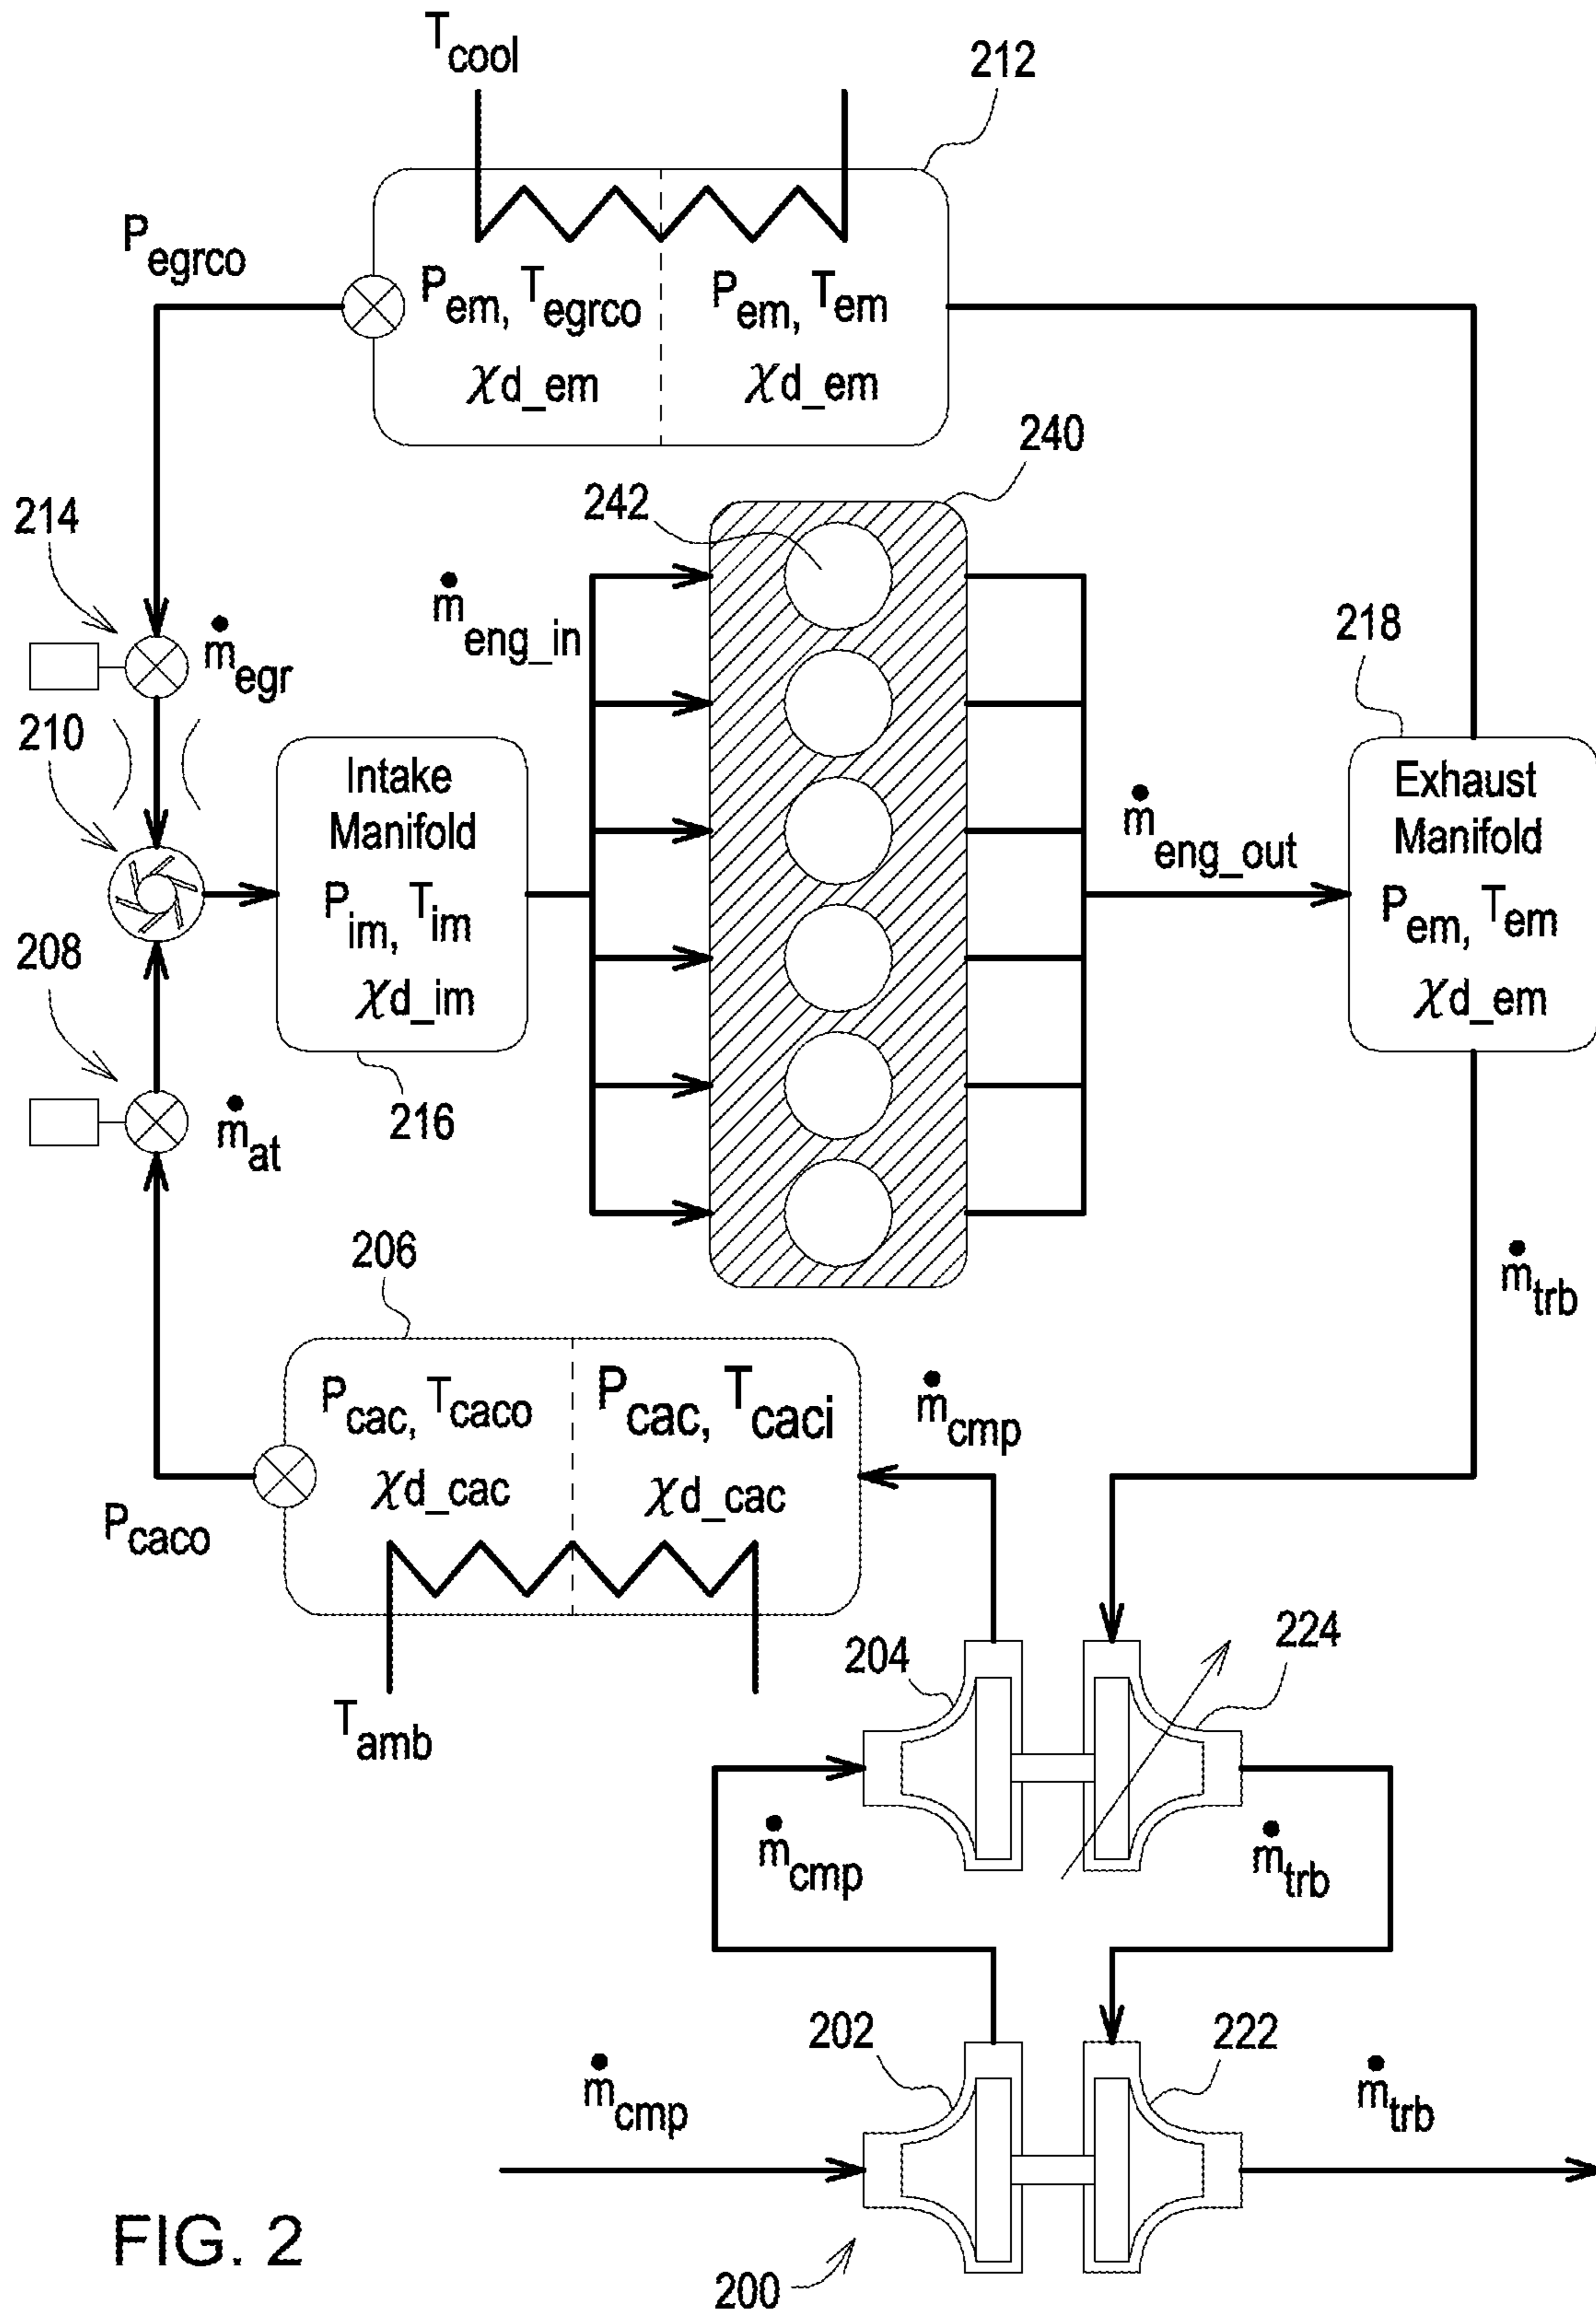 T_cool
212
P_egrco
P_em, T_egrco
χd_em
P_em, T_em
χd_em
240
242
214
ṁ_egr
ṁ_eng_in
218
210
Intake
Manifold
P_im, T_im
χd_im
216
ṁ_eng_out
Exhaust
Manifold
P_em, T_em
χd_em
208
ṁ_at
206
ṁ_trb
P_cac, T_caco
χd_cac
P_cac, T_caci
χd_cac
ṁ_cmp
P_caco
T_amb
204
224
ṁ_cmp
ṁ_trb
202
222
ṁ_cmp
ṁ_trb
FIG. 2
200